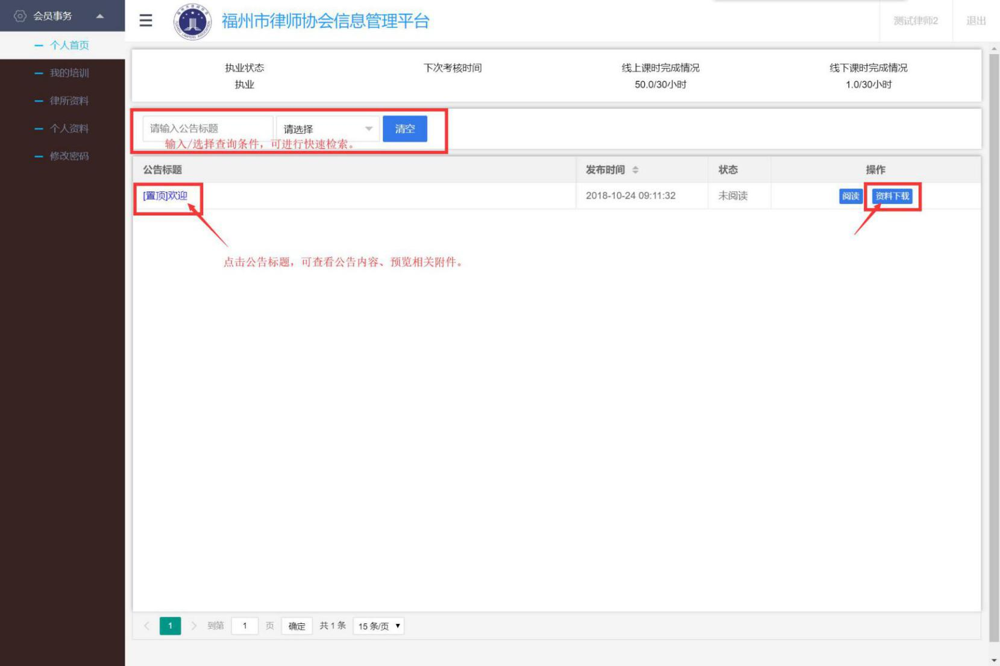 会员事务
个人首页
我的培训
律所资料
个人资料
修改密码
福州市律师协会信息管理平台
测试律师2
退出
执业状态 下次考核时间 线上课时完成情况 线下课时完成情况
执业 50.0/30小时 1.0/30小时
请输入公告标题 请选择 清空
输入/选择查询条件，可进行快速检索。
公告标题 发布时间 状态 操作
[置顶]欢迎 2018-10-24 09:11:32 未阅读 阅读 资料下载
点击公告标题，可查看公告内容、预览相关附件。
1 到第 1 页 确定 共 1 条 15 条/页